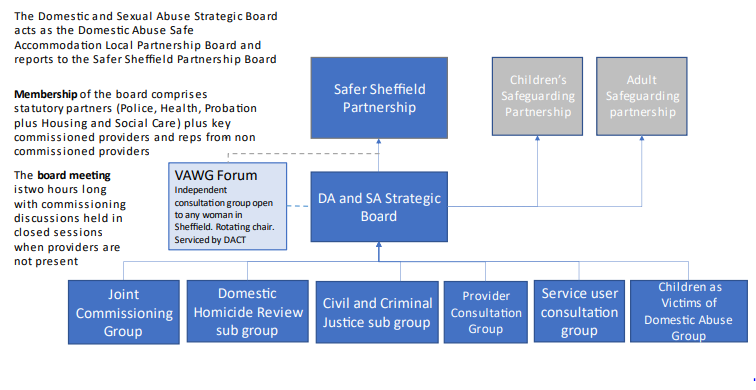 The Domestic and Sexual Abuse Strategic Board
acts as the Domestic Abuse Safe
Accommodation Local Partnership Board and
reports to the Safer Sheffield Partnership Board
Membership of the board comprises
statutory partners (Police, Health, Probation
plus Housing and Social Care) plus key
commissioned providers and reps from non
commissioned providers
The board meeting
istwo hours long
with commissioning
discussions held in
closed sessions
when providers are
not present
Safer Sheffield
Partnership
Children's
Safeguarding
Partnership
Adult
Safeguarding
partnership
VAWG Forum
Independent
consultation group open
to any woman in
Sheffield. Rotating chair.
Serviced by DACT
DA and SA Strategic
Board
Joint
Commissioning
Group
Domestic
Homicide Review
sub group
Civil and Criminal
Justice sub group
Provider
Consultation
Group
Service user
consultation
group
Children as
Victims of
Domestic Abuse
Group